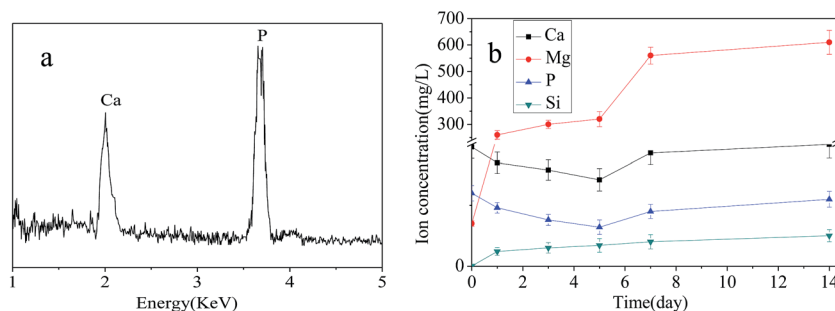 a
Ca
P
1 2 3 4 5
Energy(KeV)
b
Ca
Mg
P
Si
700
600
500
400
300
0
Ion concentration(mg/L)
0 2 4 6 8 10 12 14
Time(day)